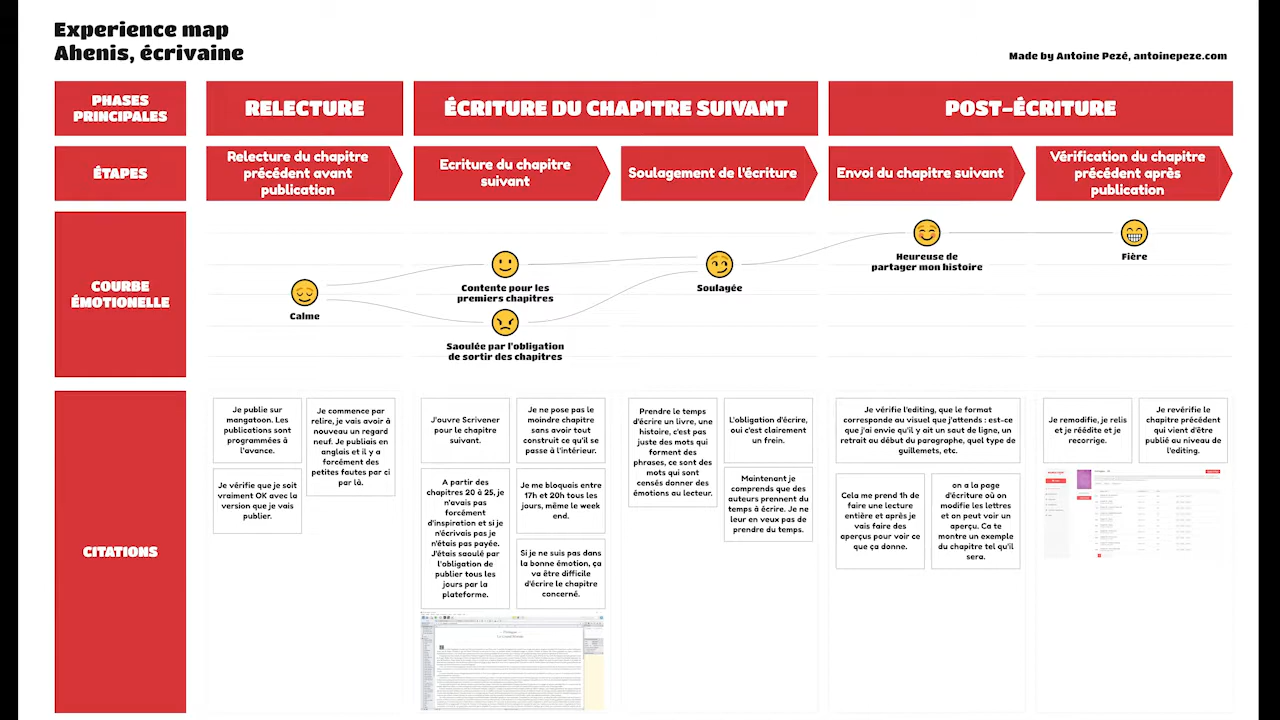 Experience map
Ahenis, écrivaine
Made by Antoine Pezé, antoinepeze.com
PHASES
PRINCIPALES
RELECTURE
ÉCRITURE DU CHAPITRE SUIVANT
POST-ÉCRITURE
ÉTAPES
Relecture du chapitre
précédent avant
publication
Ecriture du chapitre
suivant
Soulagement de l'écriture
Envoi du chapitre suivant
Vérification du chapitre
précédent après
publication
COURBE
ÉMOTIONELLE
Calme
Contente pour les
premiers chapitres
Saoulée par l'obligation
de sortir des chapitres
Soulagée
Heureuse de
partager mon histoire
Fière
CITATIONS
Je publie sur
mangatoon. Les
publications sont
programmées à
l'avance.
Je vérifie que je soit
vraiment OK avec la
version que je vais
publier.
Je commence par
relire, je vais avoir à
nouveau un regard
neuf. Je publiais en
anglais et il y a
forcément des
petites fautes par ci
par là.
J'ouvre Scrivener
pour le chapitre
suivant.
A partir des
chapitres 20 à 25, je
n'avais pas
forcément
d'inspiration et si je
n'écrivais pas je
n'étais pas payée.
J'étais saoulé par
l'obligation de
publier tous les
jours par la
plateforme.
Je ne pose pas le
moindre chapitre
sans avoir tout
construit ce qu'il se
passe à l'intérieur.
Je me bloquais entre
17h et 20h tous les
jours, même le week
end.
Si je ne suis pas dans
la bonne émotion, ça
va être difficile
d'écrire le chapitre
concerné.
Prendre le temps
d'écrire un livre, une
histoire, c'est pas
juste des mots qui
forment des
phrases, ce sont des
mots qui sont
censés donner des
émotions au lecteur.
L'obligation d'écrire,
oui c'est clairement
un frein.
Maintenant je
comprends que des
auteurs prennent du
temps à écrire. Je ne
leur en veux pas de
prendre du temps.
Je vérifie l'editing, que le format
corresponde au visuel que j'attends : est-ce
que j'ai envie qu'il y ait un saut de ligne, un
retrait au début du paragraphe, quel type de
guillemets, etc.
Cela me prend 1h de
faire une lecture
entière et après je
vais faire des
aperçus pour voir ce
que ça donne.
on a la page
d'écriture où on
modifie les lettres
et on peut voir un
aperçu. Ca te
montre un exemple
du chapitre tel qu'il
sera.
Je remodifie, je relis
et je réédite et je
recorrige.
Je revérifie le
chapitre précédent
qui vient d'être
publié au niveau de
l'editing.